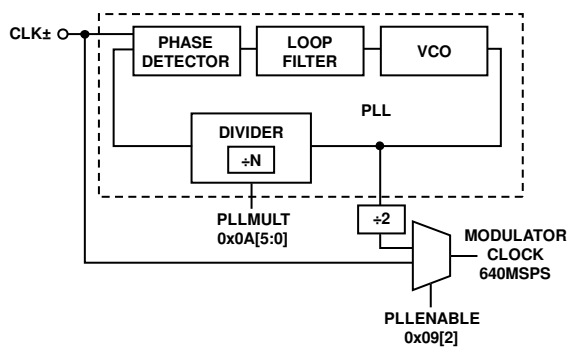 CLK±
PHASE
DETECTOR
LOOP
FILTER
VCO
PLL
DIVIDER
÷N
PLLMULT
0x0A[5:0]
÷2
MODULATOR
CLOCK
640MSPS
PLLENABLE
0x09[2]